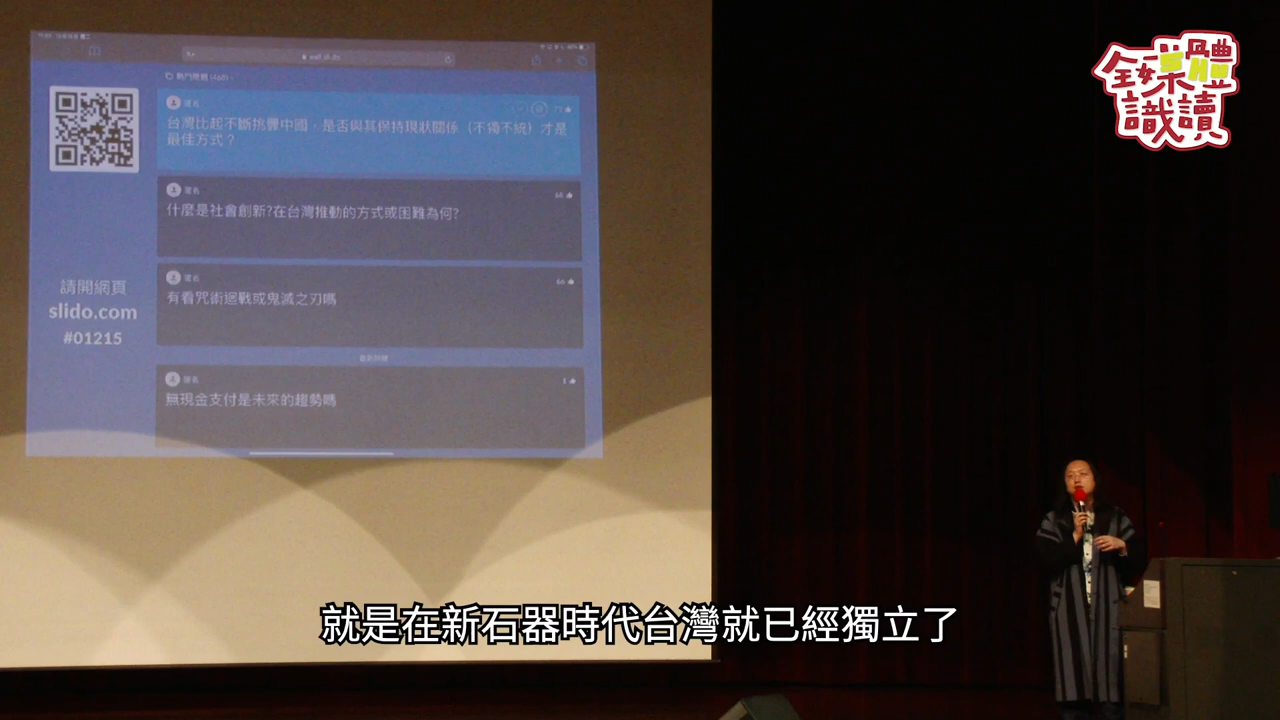 全媒體
識讀
匿名
台灣比起不斷挑釁中國，是否與其保持現狀關係（不獨不統）才是
最佳方式？
匿名
什麼是社會創新?在台灣推動的方式或困難為何?
匿名
有看咒術迴戰或鬼滅之刃嗎
匿名
無現金支付是未來的趨勢嗎
1
請開網頁
slido.com
#01215
就是在新石器時代台灣就已經獨立了